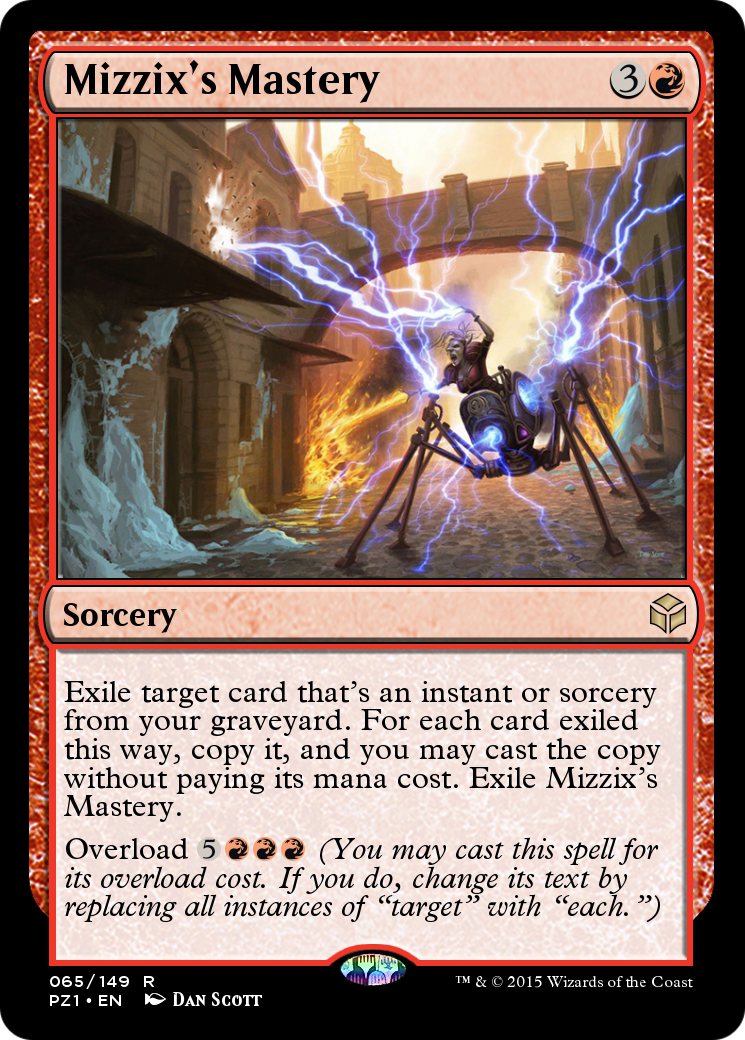 Mizzix's Mastery 3
Sorcery
Exile target card that's an instant or sorcery
from your graveyard. For each card exiled
this way, copy it, and you may cast the copy
without paying its mana cost. Exile Mizzix's
Mastery.
Overload 5 (You may cast this spell for
its overload cost. If you do, change its text by
replacing all instances of “target” with “each.”)
065/149 R
PZ1 • EN DAN SCOTT
™ & © 2015 Wizards of the Coast